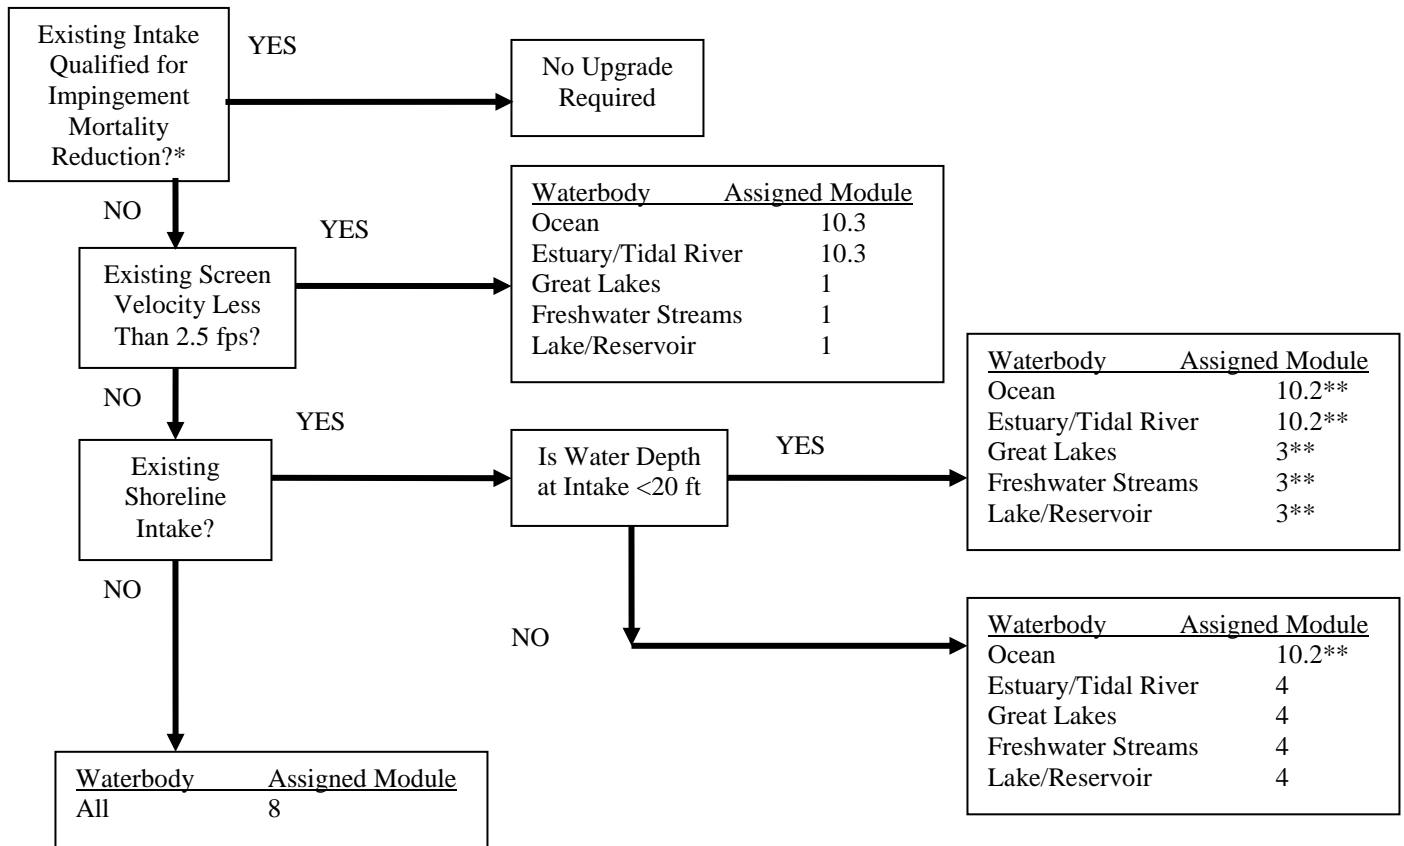 Existing Intake
Qualified for
Impingement
Mortality
Reduction?*
YES
No Upgrade
Required
NO
Existing Screen
Velocity Less
Than 2.5 fps?
YES
Waterbody Assigned Module
Ocean 10.3
Estuary/Tidal River 10.3
Great Lakes 1
Freshwater Streams 1
Lake/Reservoir 1
NO
Existing
Shoreline
Intake?
YES
Is Water Depth
at Intake <20 ft
YES
Waterbody Assigned Module
Ocean 10.2**
Estuary/Tidal River 10.2**
Great Lakes 3**
Freshwater Streams 3**
Lake/Reservoir 3**
NO
Waterbody Assigned Module
Ocean 10.2**
Estuary/Tidal River 4
Great Lakes 4
Freshwater Streams 4
Lake/Reservoir 4
NO
Waterbody Assigned Module
All 8